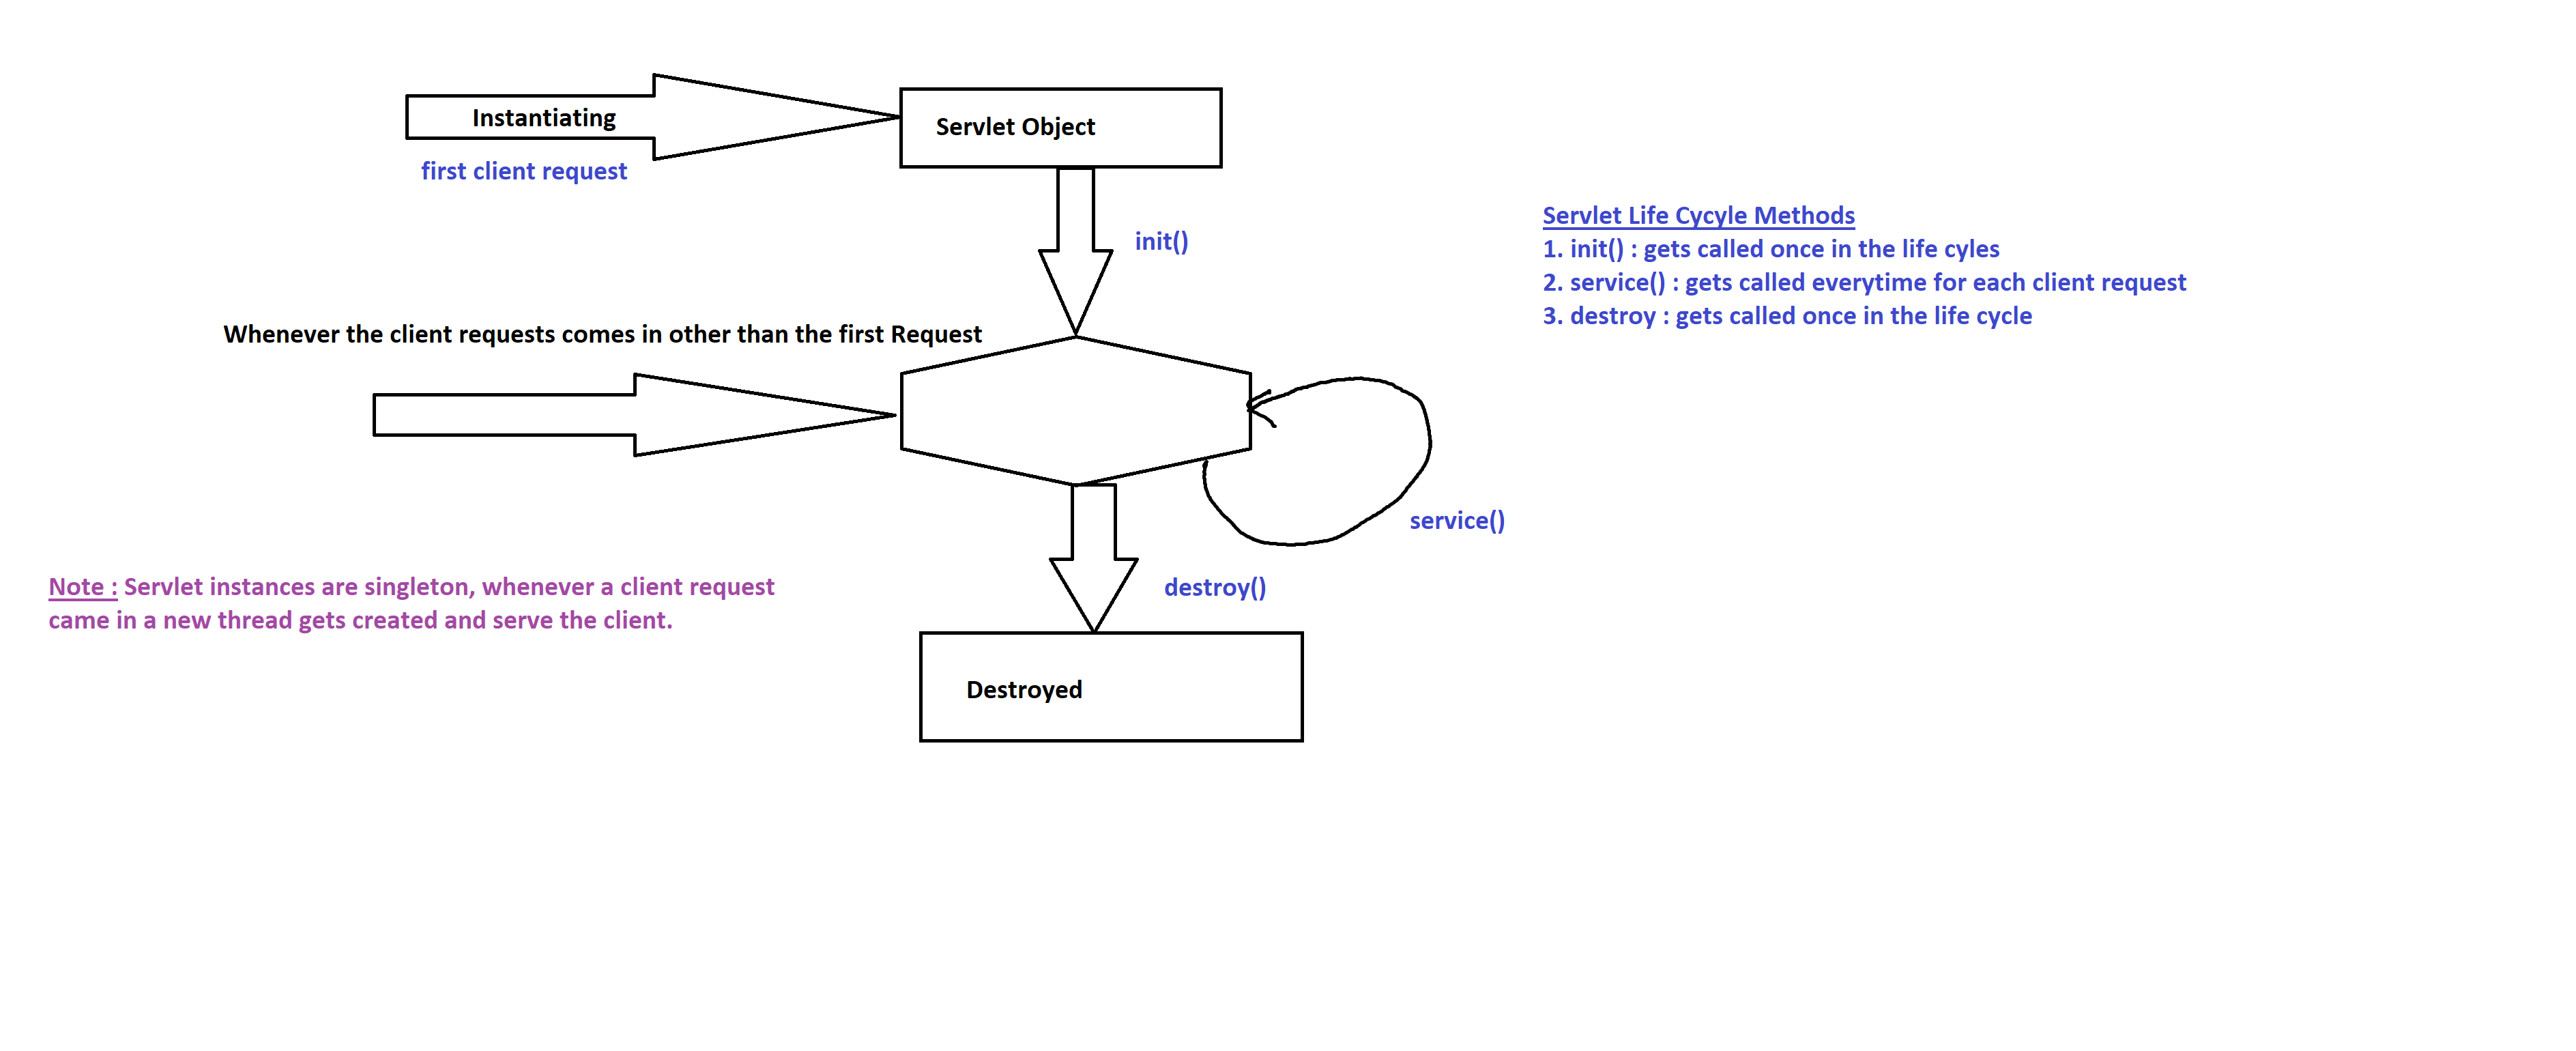 Instantiating
Servlet Object
first client request
init()
Servlet Life Cycyle Methods
1. init() : gets called once in the life cyles
2. service() : gets called everytime for each client request
3. destroy : gets called once in the life cycle
Whenever the client requests comes in other than the first Request
service()
destroy()
Note : Servlet instances are singleton, whenever a client request
came in a new thread gets created and serve the client.
Destroyed